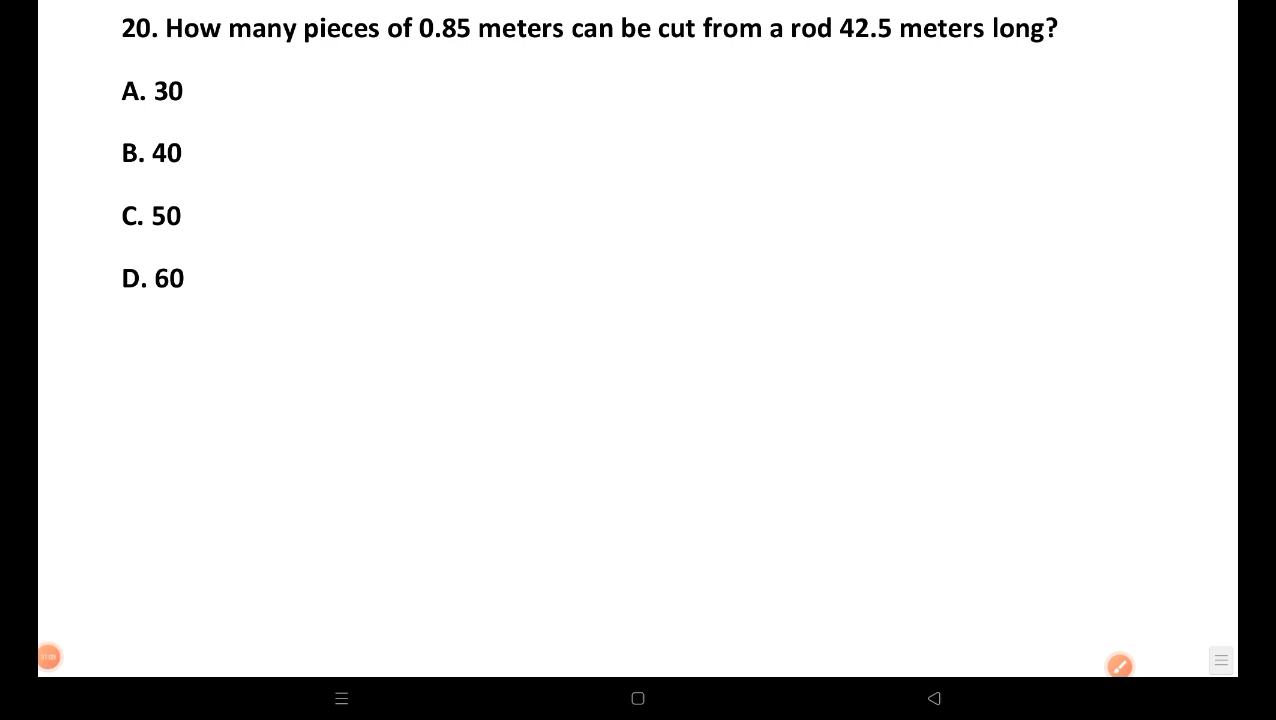 20. How many pieces of 0.85 meters can be cut from a rod 42.5 meters long?
A. 30
B. 40
C. 50
D. 60